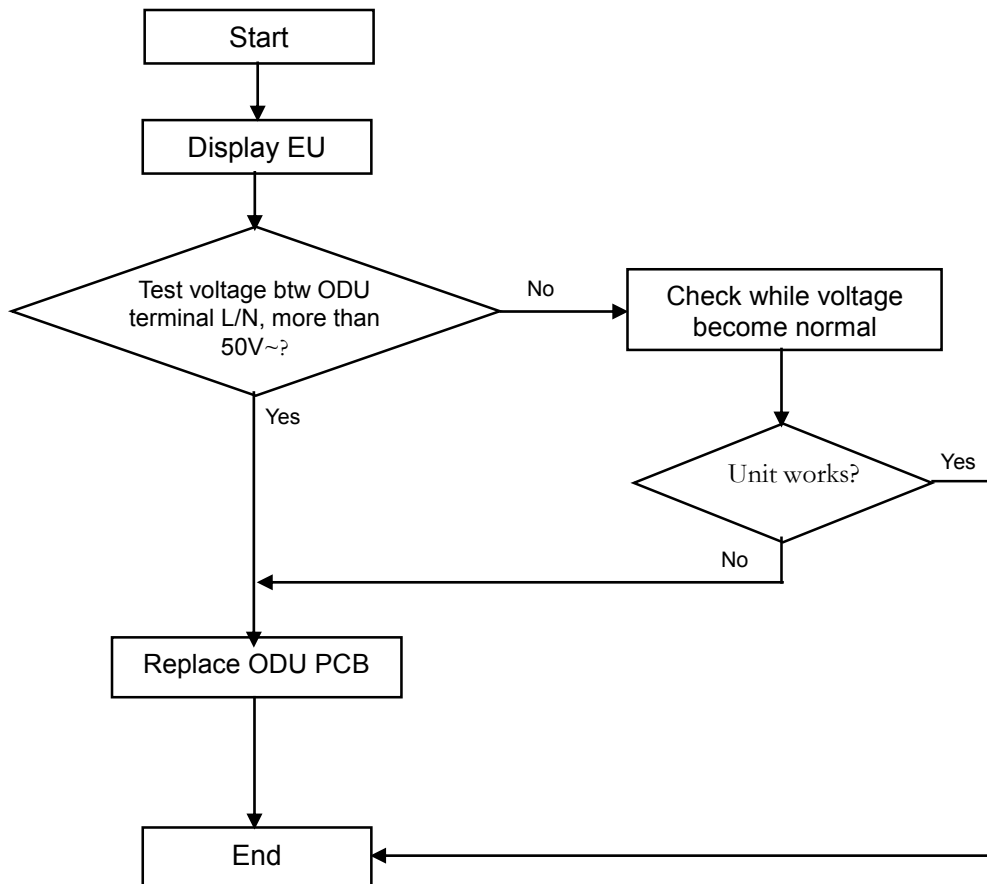 Start
Display EU
Test voltage btw ODU
terminal L/N, more than
50V~?
No
Check while voltage
become normal
Yes
Unit works?
Yes
No
Replace ODU PCB
End